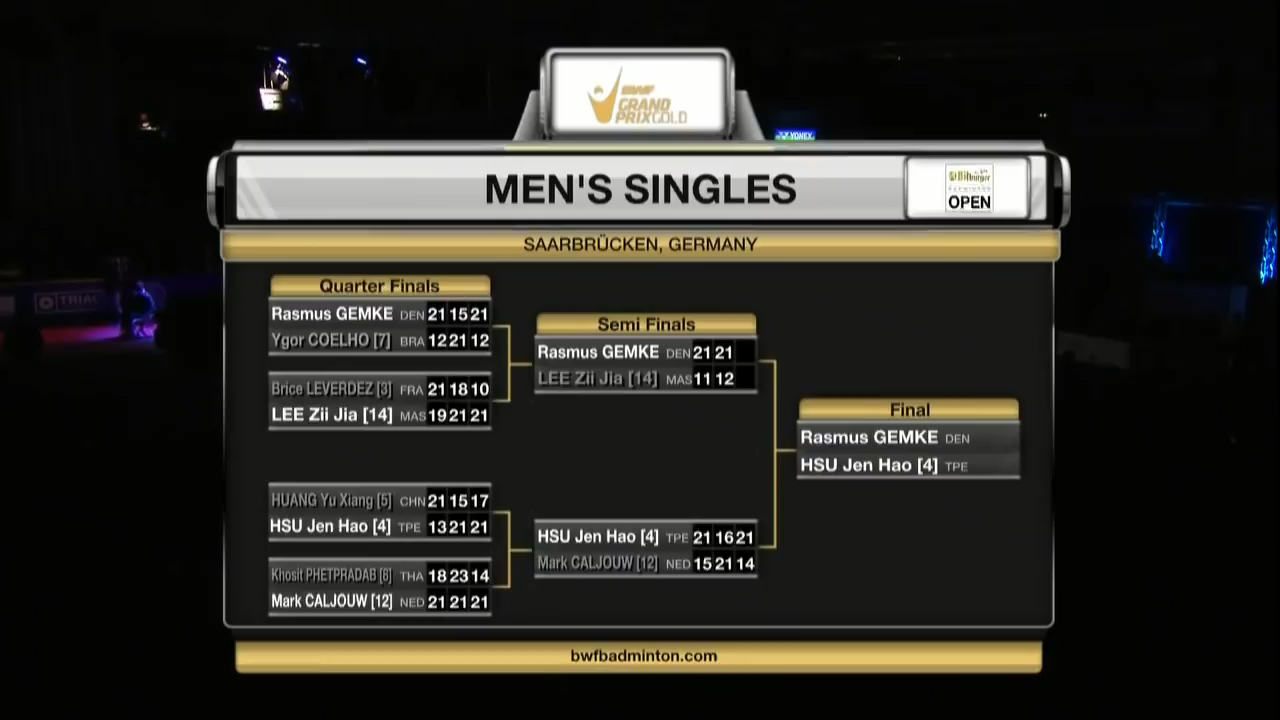 BWF
GRAND
PRIXGOLD
YONEX
MEN'S SINGLES
Bitburger
OPEN
SAARBRÜCKEN, GERMANY
Quarter Finals
Rasmus GEMKE DEN 21 15 21
Ygor COELHO [7] BRA 12 21 12
Brice LEVERDEZ [3] FRA 21 18 10
LEE Zii Jia [14] MAS 19 21 21
HUANG Yu Xiang [5] CHN 21 15 17
HSU Jen Hao [4] TPE 13 21 21
Khosit PHETPRADAB [8] THA 18 23 14
Mark CALJOUW [12] NED 21 21 21
Semi Finals
Rasmus GEMKE DEN 21 21
LEE Zii Jia [14] MAS 11 12
HSU Jen Hao [4] TPE 21 16 21
Mark CALJOUW [12] NED 15 21 14
Final
Rasmus GEMKE DEN
HSU Jen Hao [4] TPE
TRIAC
bwfbadminton.com